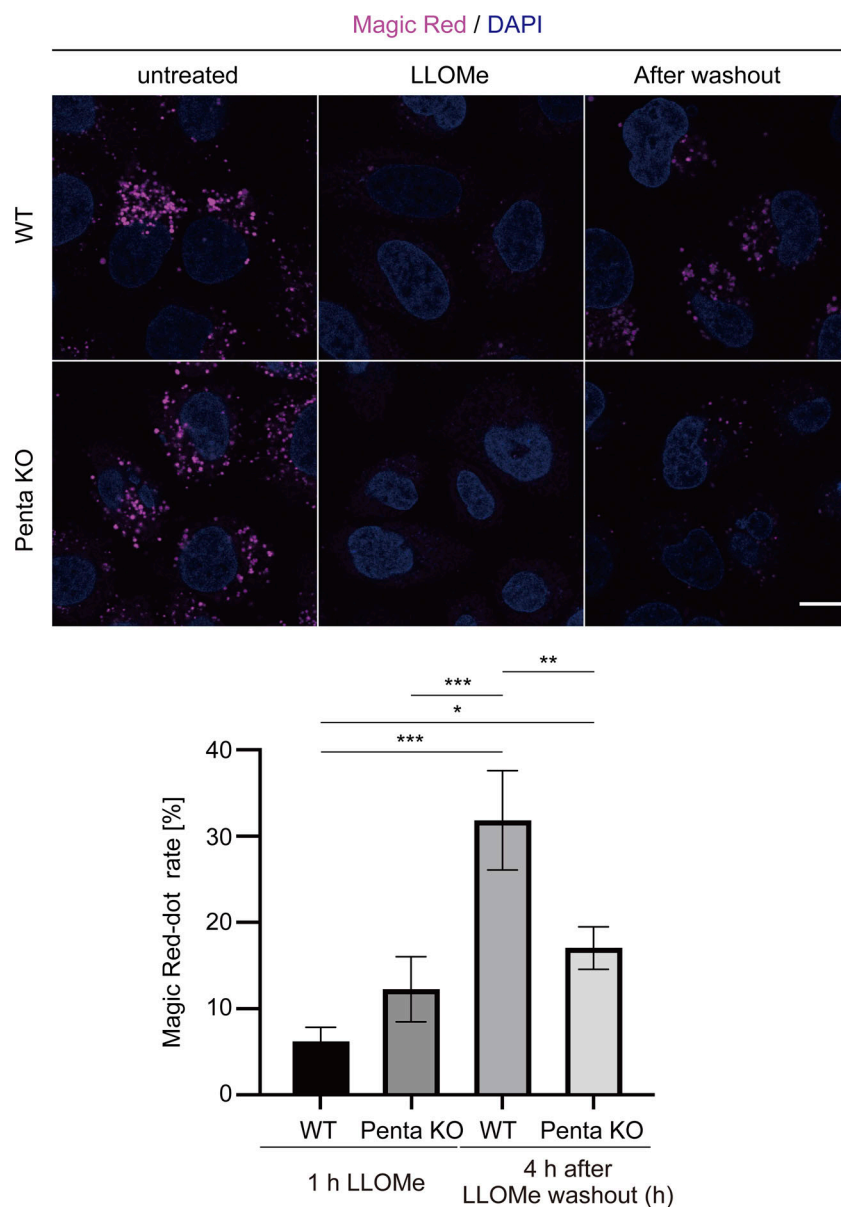 Magic Red / DAPI
untreated LLOMe After washout
WT
Penta KO
**
***
*
***
Magic Red-dot rate [%]
40
30
20
10
0
WT Penta KO WT Penta KO
1 h LLOMe
4 h after
LLOMe washout (h)